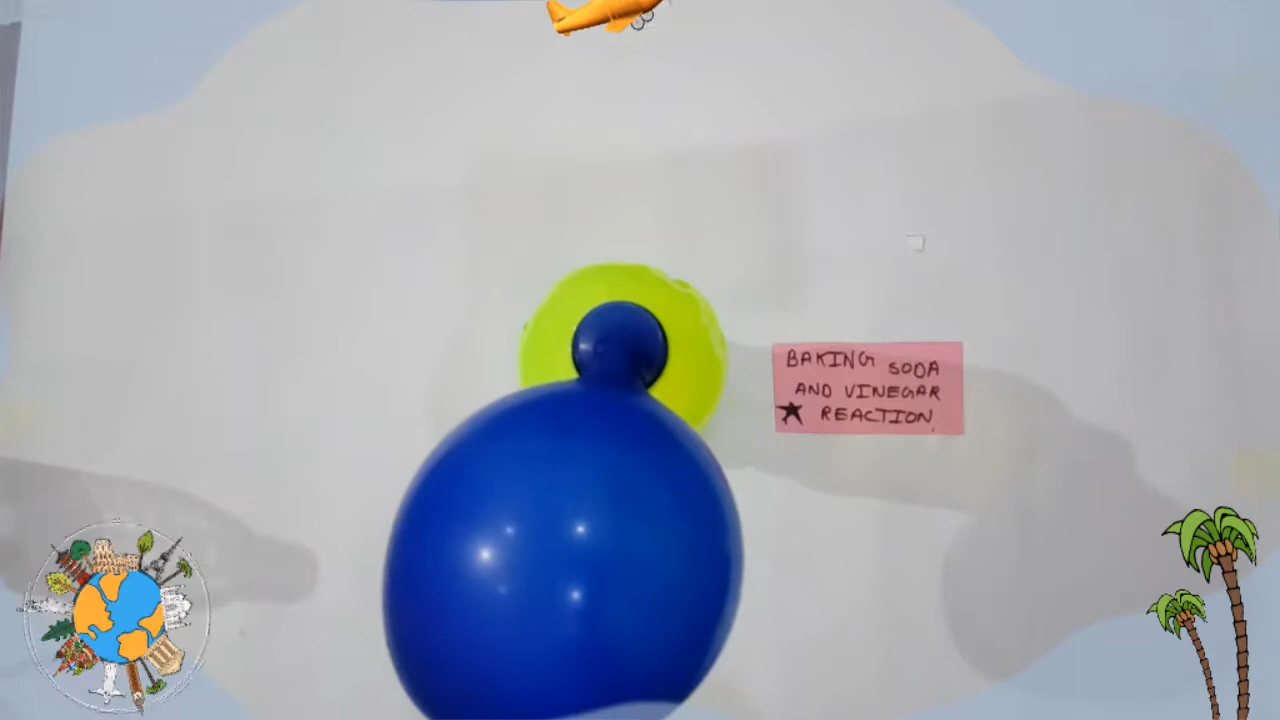 BAKING SODA
AND VINEGAR
★ REACTION.